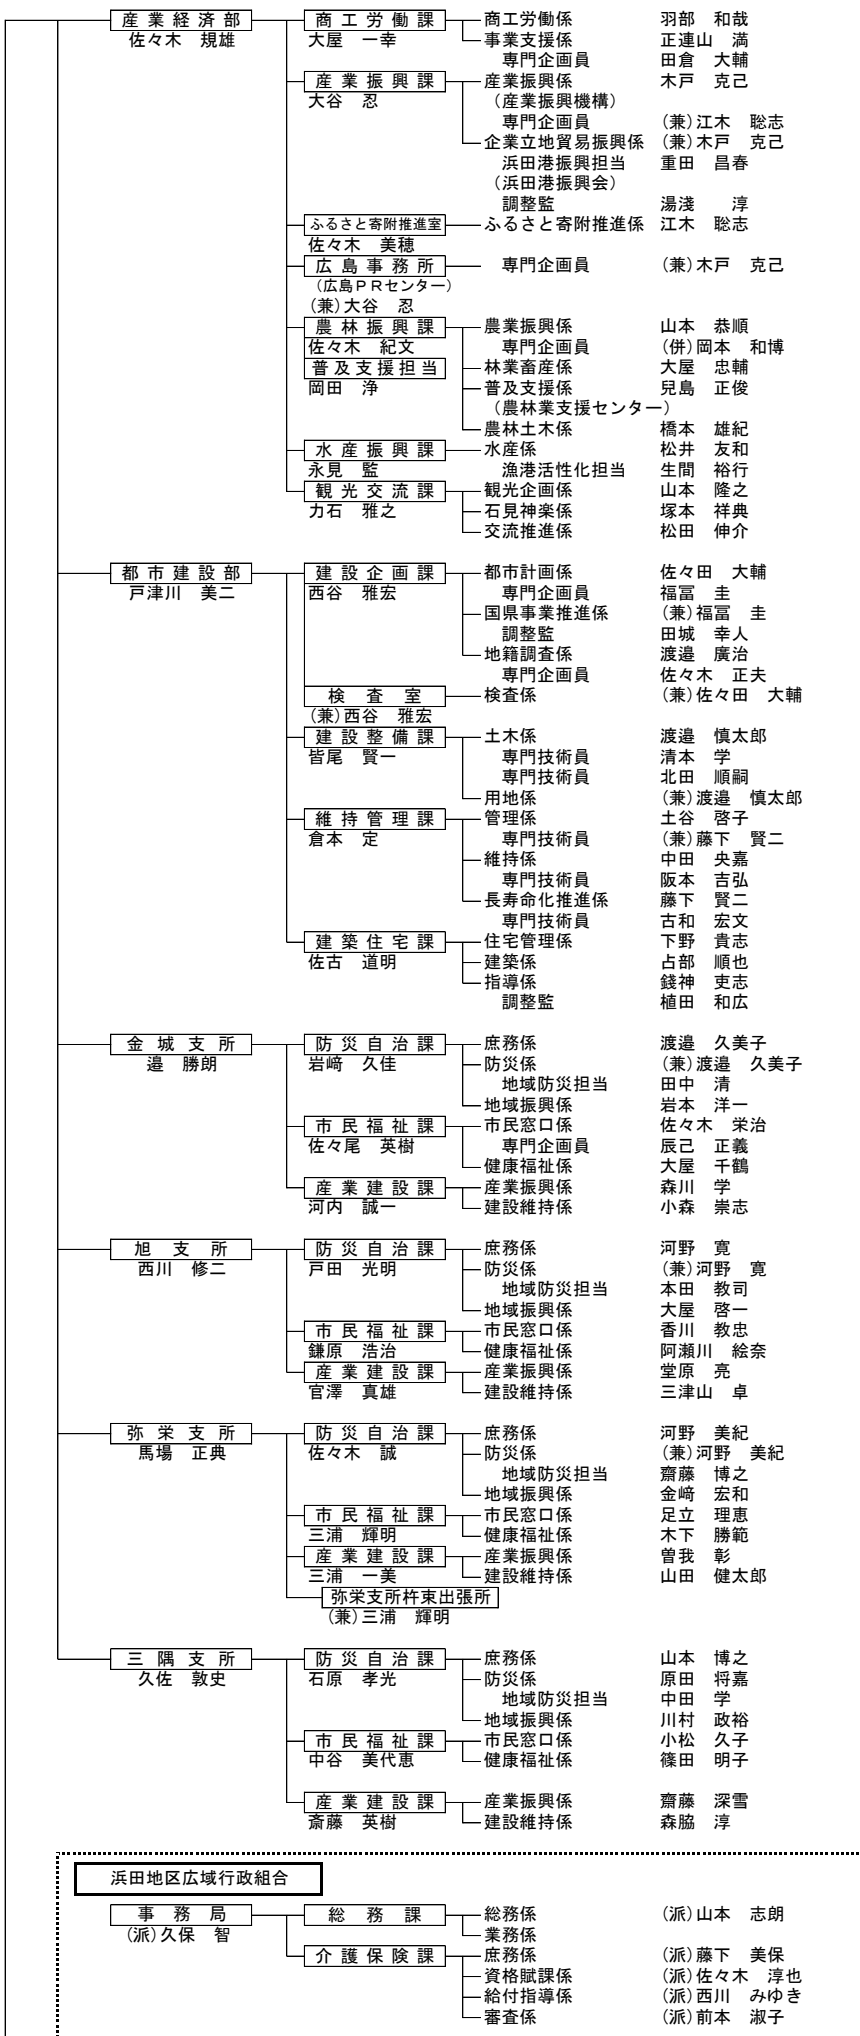 産業経済部 商工労働課 商工労働係 羽部 和哉
佐々木 規雄 大屋 一幸 事業支援係 正連山 満
専門企画員 田倉 大輔
産業振興課 産業振興係 木戸 克己
大谷 忍 （産業振興機構）
専門企画員 (兼)江木 聡志
企業立地貿易振興係 (兼)木戸 克己
浜田港振興担当 重田 昌春
（浜田港振興会）
調整監 湯淺 淳
ふるさと寄附推進室 ふるさと寄附推進係 江木 聡志
佐々木 美穂
広島事務所 専門企画員 (兼)木戸 克己
（広島ＰＲセンター）
(兼)大谷 忍
農林振興課 農業振興係 山本 恭順
佐々木 紀文 専門企画員 (併)岡本 和博
普及支援担当 林業畜産係 大屋 忠輔
岡田 浄 普及支援係 兒島 正俊
（農林業支援センター）
農林土木係 橋本 雄紀
水産振興課 水産係 松井 友和
永見 監 漁港活性化担当 生間 裕行
観光交流課 観光企画係 山本 隆之
力石 雅之 石見神楽係 塚本 祥典
交流推進係 松田 伸介
都市建設部 建設企画課 都市計画係 佐々田 大輔
戸津川 美二 西谷 雅宏 専門企画員 福冨 圭
国県事業推進係 (兼)福冨 圭
調整監 田城 幸人
地籍調査係 渡邉 廣治
専門企画員 佐々木 正夫
検査室 検査係 (兼)佐々田 大輔
(兼)西谷 雅宏
建設整備課 土木係 渡邉 慎太郎
皆尾 賢一 専門技術員 清本 学
専門技術員 北田 順嗣
用地係 (兼)渡邉 慎太郎
維持管理課 管理係 土谷 啓子
倉本 定 専門技術員 (兼)藤下 賢二
維持係 中田 央嘉
専門技術員 阪本 吉弘
長寿命化推進係 藤下 賢二
専門技術員 古和 宏文
建築住宅課 住宅管理係 下野 貴志
佐古 道明 建築係 占部 順也
指導係 錢神 吏志
調整監 植田 和広
金城支所 防災自治課 庶務係 渡邉 久美子
邉 勝朗 岩﨑 久佳 防災係 (兼)渡邉 久美子
地域防災担当 田中 清
地域振興係 岩本 洋一
市民福祉課 市民窓口係 佐々木 栄治
佐々尾 英樹 専門企画員 辰己 正義
健康福祉係 大屋 千鶴
産業建設課 産業振興係 森川 学
河内 誠一 建設維持係 小森 崇志
旭支所 防災自治課 庶務係 河野 寛
西川 修二 戸田 光明 防災係 (兼)河野 寛
地域防災担当 本田 教司
地域振興係 大屋 啓一
市民福祉課 市民窓口係 香川 教忠
鎌原 浩治 健康福祉係 阿瀬川 絵奈
産業建設課 産業振興係 堂原 亮
官澤 真雄 建設維持係 三津山 卓
弥栄支所 防災自治課 庶務係 河野 美紀
馬場 正典 佐々木 誠 防災係 (兼)河野 美紀
地域防災担当 齋藤 博之
地域振興係 金﨑 宏和
市民福祉課 市民窓口係 足立 理恵
三浦 輝明 健康福祉係 木下 勝範
産業建設課 産業振興係 曽我 彰
三浦 一美 建設維持係 山田 健太郎
弥栄支所杵束出張所
(兼)三浦 輝明
三隅支所 防災自治課 庶務係 山本 博之
久佐 敦史 石原 孝光 防災係 原田 将嘉
地域防災担当 中田 学
地域振興係 川村 政裕
市民福祉課 市民窓口係 小松 久子
中谷 美代恵 健康福祉係 篠田 明子
産業建設課 産業振興係 齋藤 深雪
斎藤 英樹 建設維持係 森脇 淳
浜田地区広域行政組合
事務局 総務課 総務係 (派)山本 志朗
(派)久保 智 業務係
介護保険課 庶務係 (派)藤下 美保
資格賦課係 (派)佐々木 淳也
給付指導係 (派)西川 みゆき
審査係 (派)前本 淑子